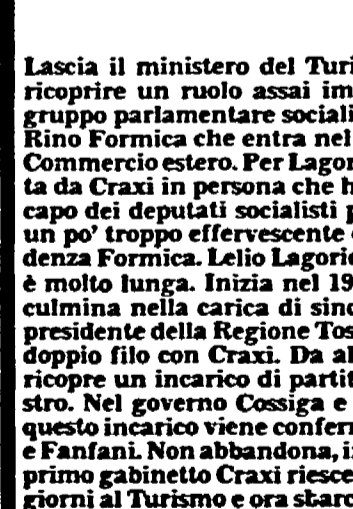 Lascia il ministero del Turi
ricoprire un ruolo assai im
gruppo parlamentare sociali
Rino Formica che entra nel
Commercio estero. Per Lagor
ta da Craxi in persona che h
capo dei deputati socialisti p
un po' troppo effervescente
denza Formica. Lelio Lagorio
è molto lunga. Inizia nel 19
culmina nella carica di sind
presidente della Regione Tos
doppio filo con Craxi. Da al
ricopre un incarico di partit
stro. Nel governo Cossiga e
questo incarico viene conferm
e Fanfani. Non abbandona, i
primo gabinetto Craxi riesce
giorni al Turismo e ora sbarc